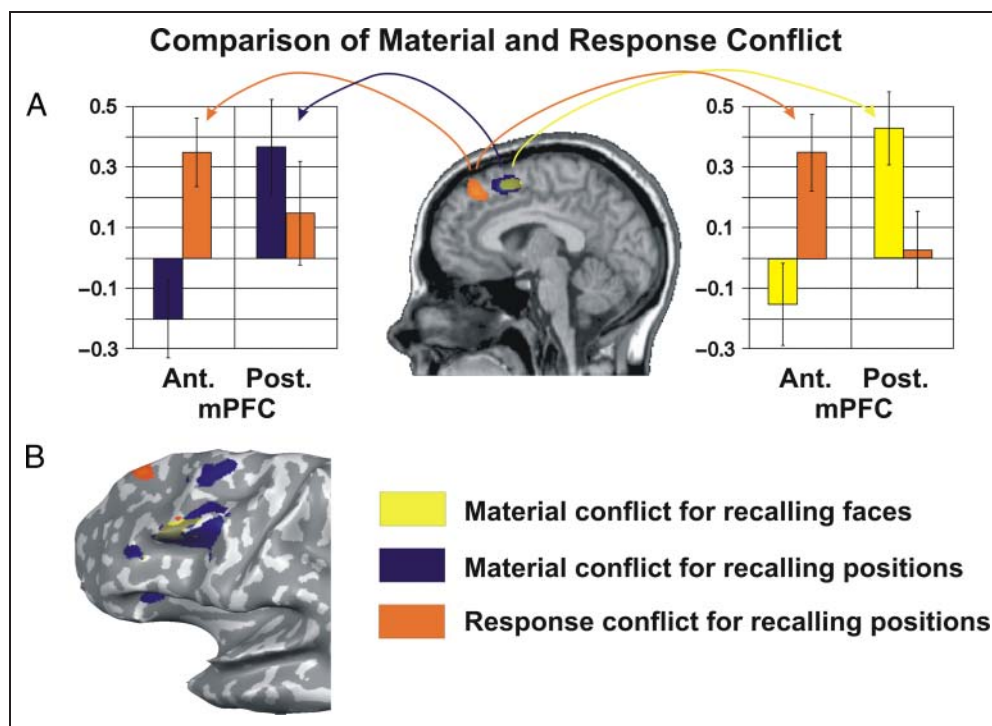 Comparison of Material and Response Conflict
A
0.5
0.3
0.1
–0.1
–0.3
Ant. Post.
mPFC
0.5
0.3
0.1
–0.1
–0.3
Ant. Post.
mPFC
B
Material conflict for recalling faces
Material conflict for recalling positions
Response conflict for recalling positions